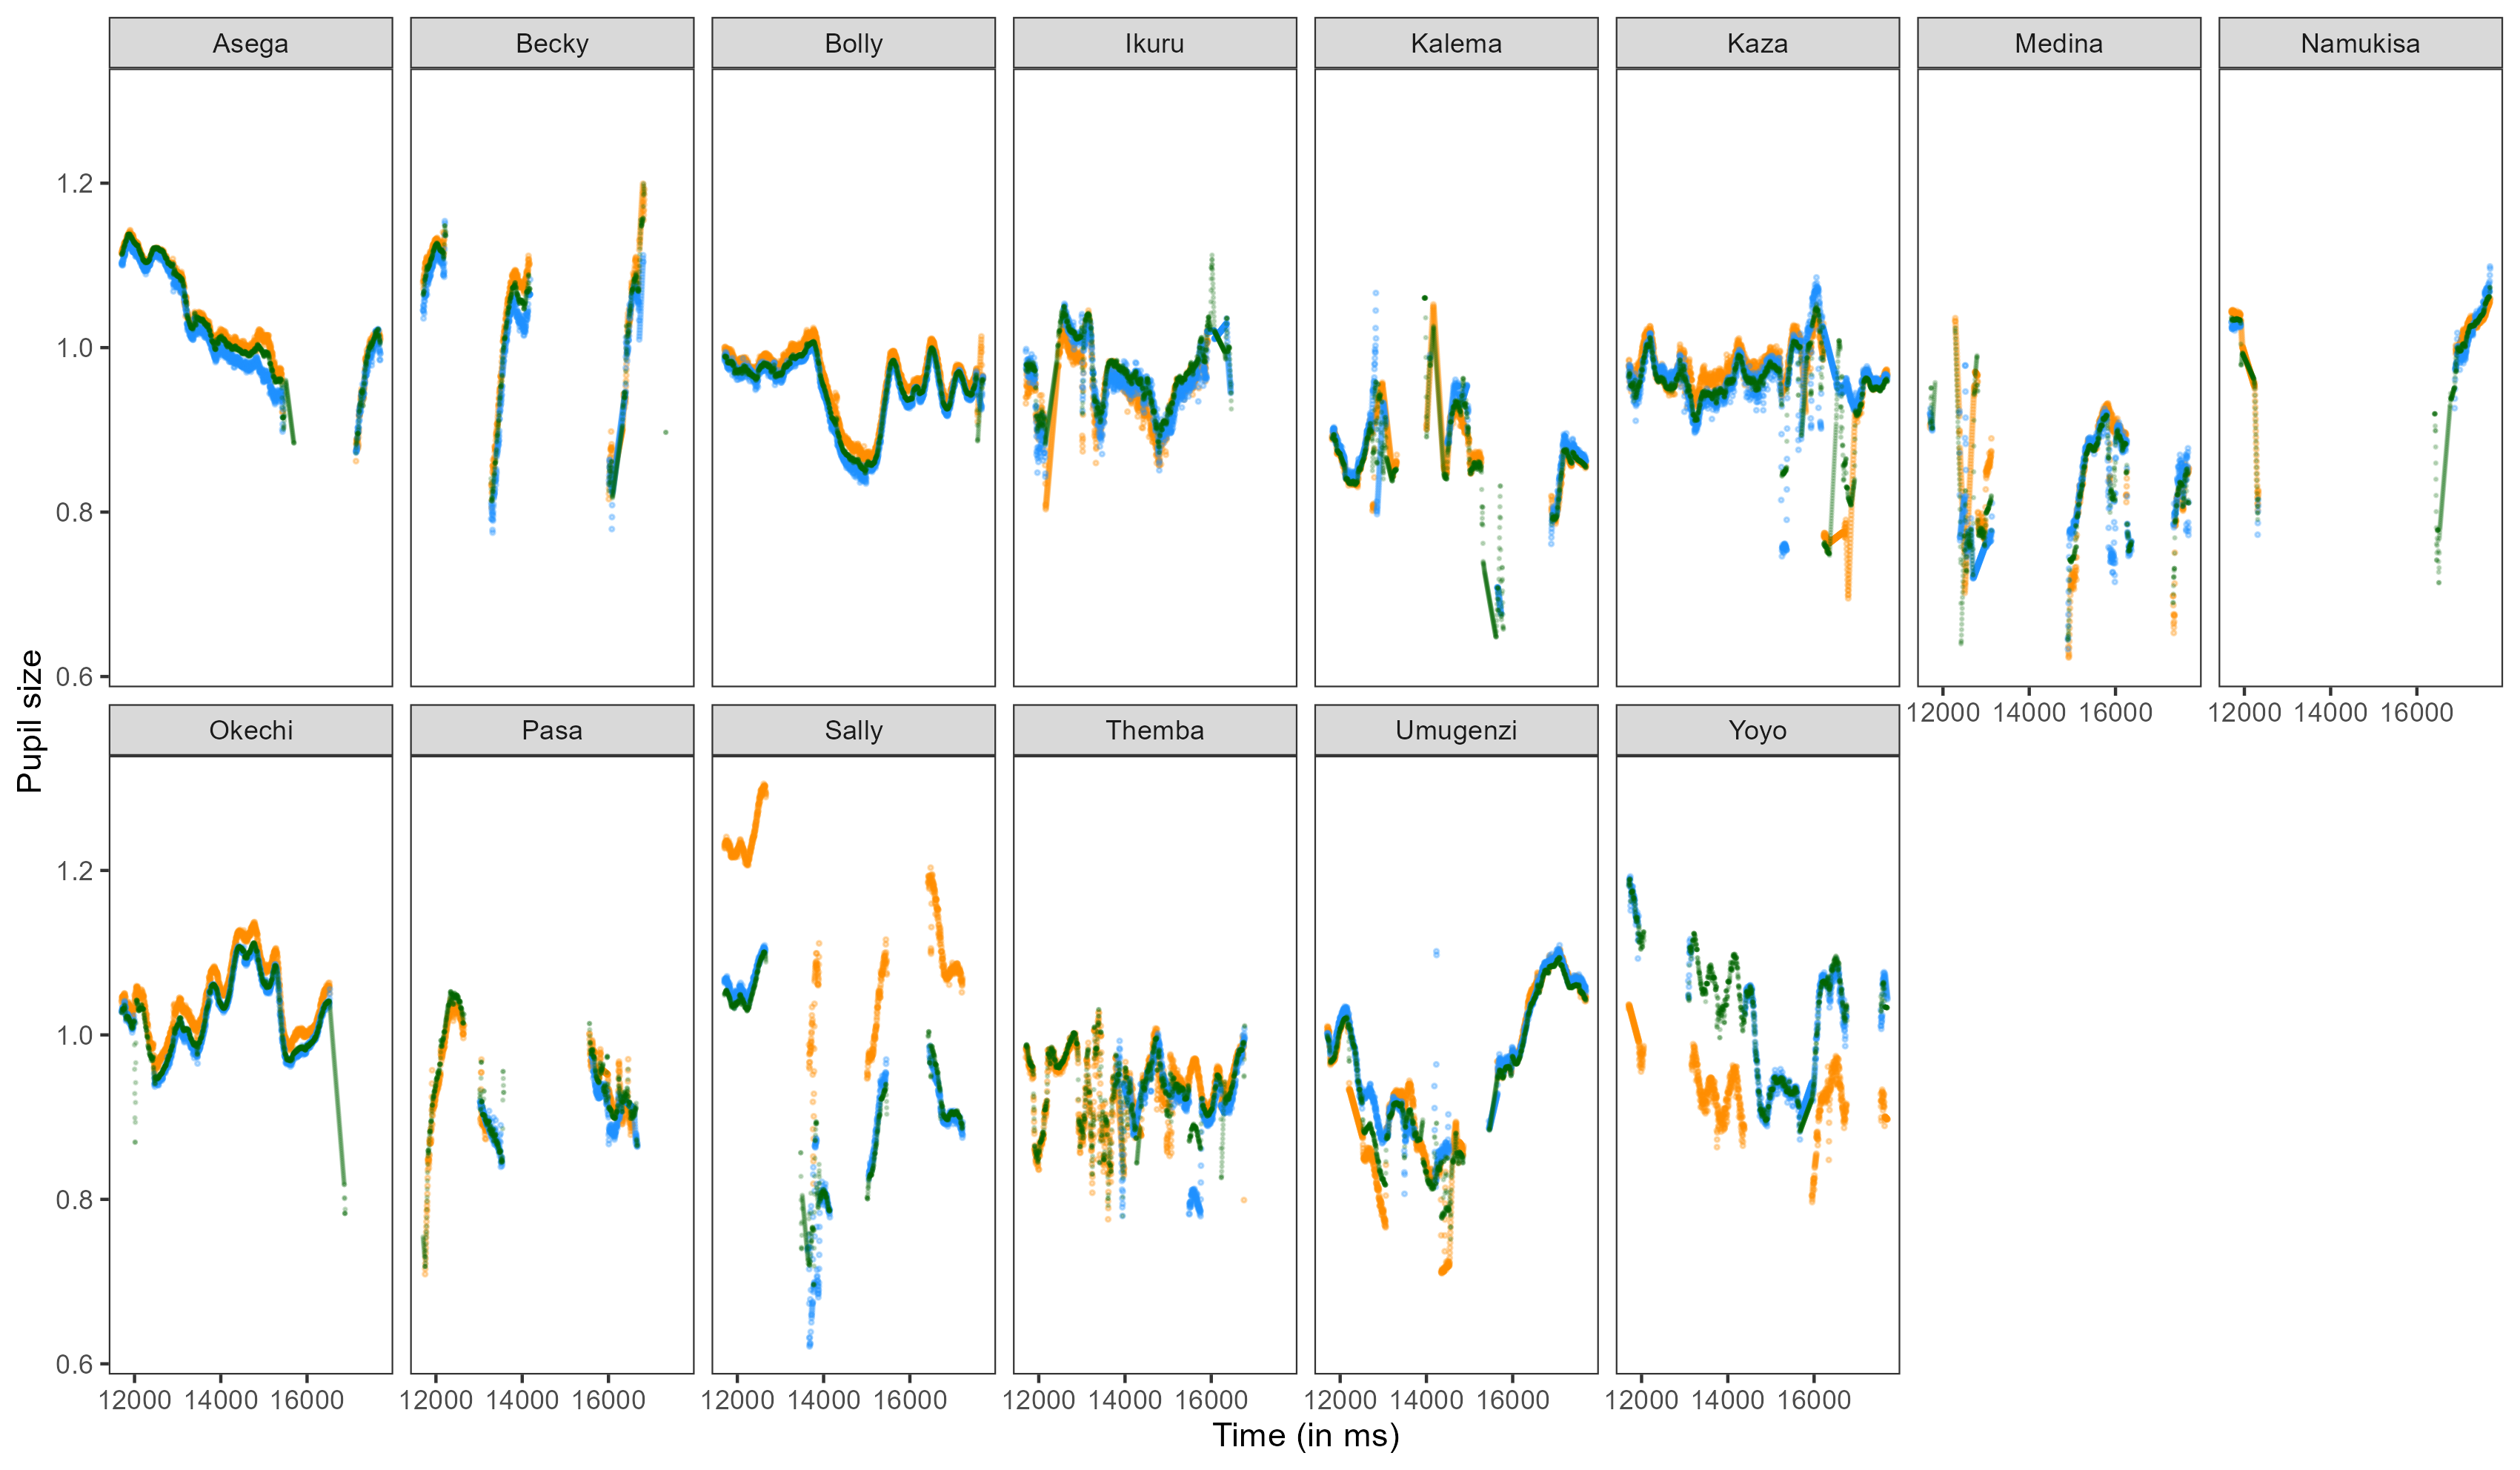 Asega Becky Bolly Ikuru Kalema Kaza Medina Namukisa
1.2
1.0
0.8
0.6
12000 14000 16000 12000 14000 16000
Pupil size
Okechi Pasa Sally Themba Umugenzi Yoyo
1.2
1.0
0.8
0.6
12000 14000 16000 12000 14000 16000 12000 14000 16000 12000 14000 16000 12000 14000 16000 12000 14000 16000
Time (in ms)